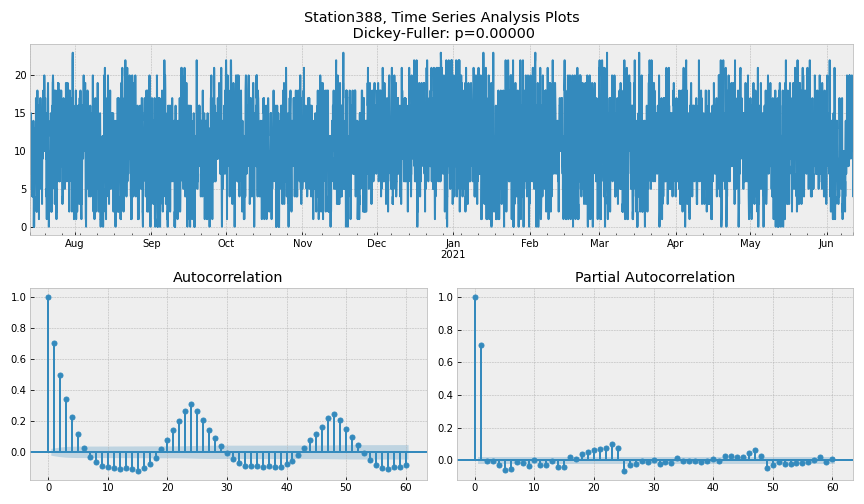 Station388, Time Series Analysis Plots
Dickey-Fuller: p=0.00000
20
15
10
5
0
Aug Sep Oct Nov Dec Jan Feb Mar Apr May Jun
2021
Autocorrelation
1.0
0.8
0.6
0.4
0.2
0.0
0 10 20 30 40 50 60
Partial Autocorrelation
1.0
0.8
0.6
0.4
0.2
0.0
0 10 20 30 40 50 60